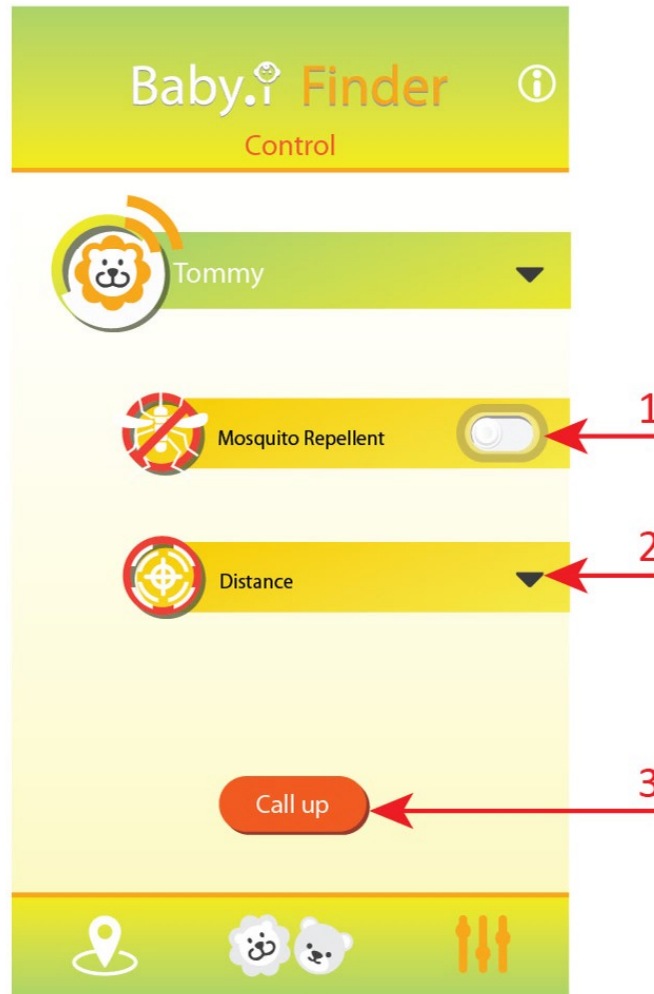 Baby.i Finder
Control
Tommy
1
Mosquito Repellent
2
Distance
3
Call up